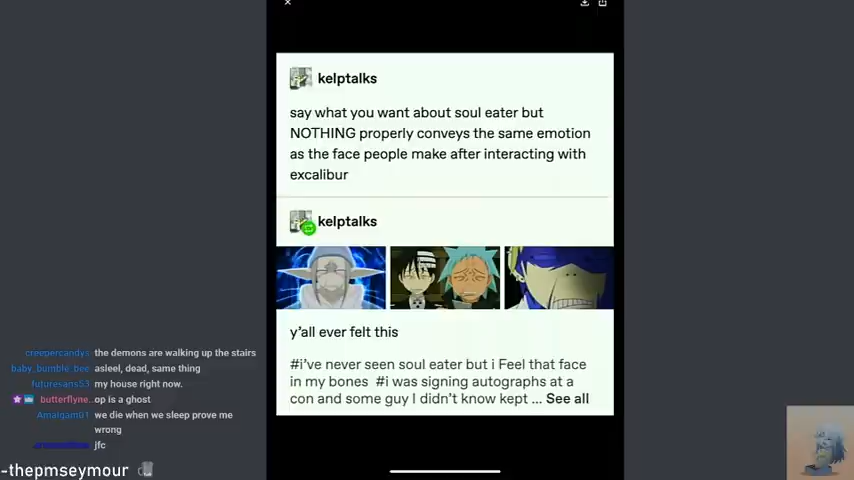 kelptalks
say what you want about soul eater but
NOTHING properly conveys the same emotion
as the face people make after interacting with
excalibur
kelptalks
y'all ever felt this
#i've never seen soul eater but i Feel that face
in my bones #i was signing autographs at a
con and some guy I didn't know kept ... See all
creepercandys the demons are walking up the stairs
baby_bumble_bee asleel, dead, same thing
futuresans53 my house right now.
butterflyne.. op is a ghost
Amalgam01 we die when we sleep prove me
wrong
jfc
-thepmseymour